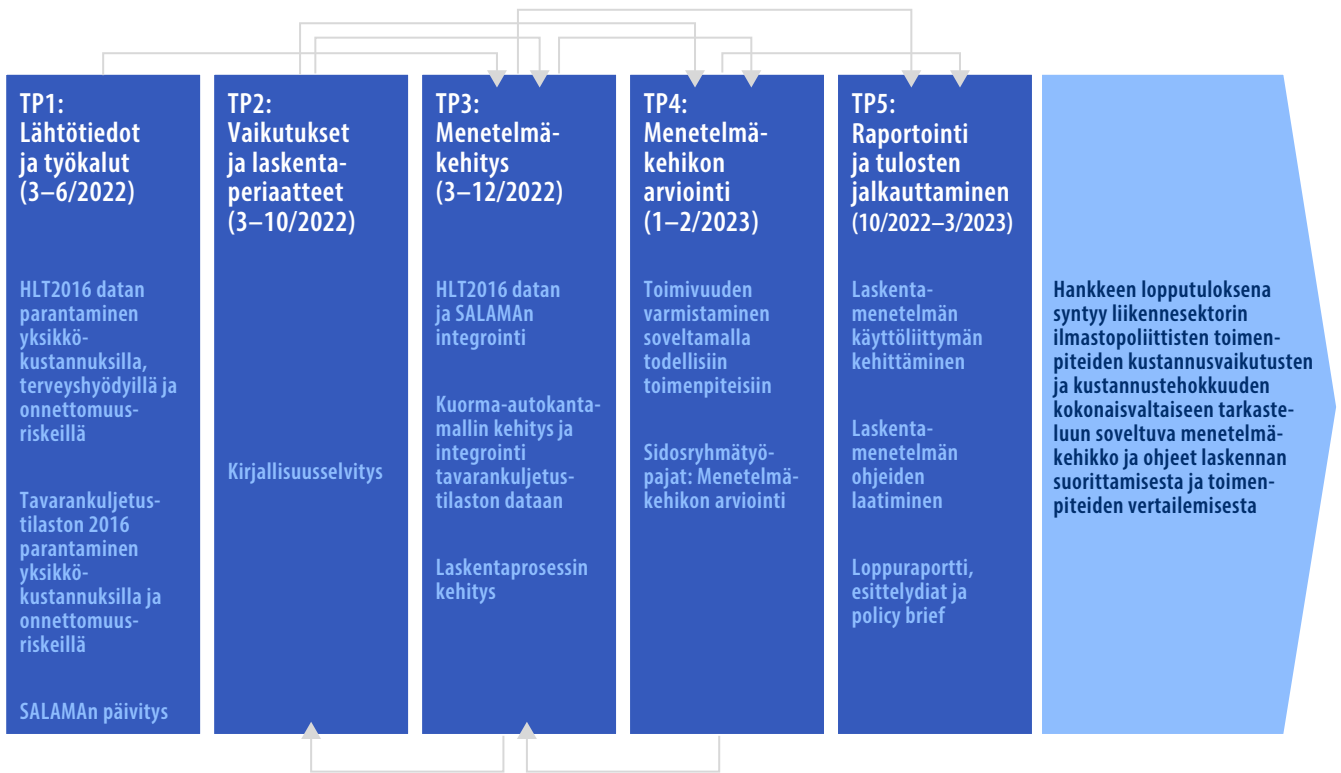 TP1:
Lähtötiedot
ja työkalut
(3–6/2022)
HLT2016 datan
parantaminen
yksikkö-
kustannuksilla,
terveyshyödyillä ja
onnettomuus-
riskeillä
Tavarankuljetus-
tilaston 2016
parantaminen
yksikkö-
kustannuksilla ja
onnettomuus-
riskeillä
SALAMAn päivitys
TP2:
Vaikutukset
ja laskenta-
periaatteet
(3–10/2022)
Kirjallisuusselvitys
TP3:
Menetelmä-
kehitys
(3–12/2022)
HLT2016 datan
ja SALAMAn
integrointi
Kuorma-autokanta-
mallin kehitys ja
integrointi
tavarankuljetus-
tilaston dataan
Laskentaprosessin
kehitys
TP4:
Menetelmä-
kehikon
arviointi
(1–2/2023)
Toimivuuden
varmistaminen
soveltamalla
todellisiin
toimenpiteisiin
Sidosryhmätyö-
pajat: Menetelmä-
kehikon arviointi
TP5:
Raportointi
ja tulosten
jalkauttaminen
(10/2022–3/2023)
Laskenta-
menetelmän
käyttöliittymän
kehittäminen
Laskenta-
menetelmän
ohjeiden
laatiminen
Loppuraportti,
esittelydiat ja
policy brief
Hankkeen lopputuloksena
syntyy liikennesektorin
ilmastopoliittisten toimen-
piteiden kustannusvaikutusten
ja kustannustehokkuuden
kokonaisvaltaiseen tarkaste-
luun soveltuva menetelmä-
kehikko ja ohjeet laskennan
suorittamisesta ja toimen-
piteiden vertailemisesta